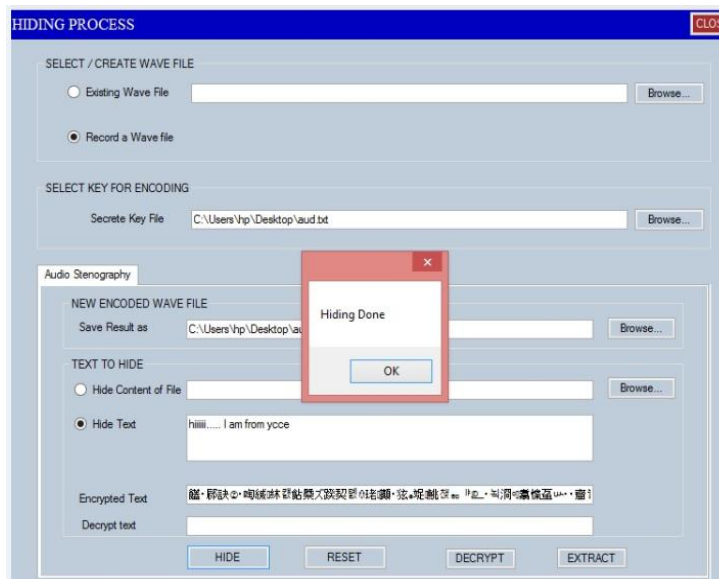 HIDING PROCESS CLOS
SELECT / CREATE WAVE FILE
Existing Wave File Browse...
Record a Wave file
SELECT KEY FOR ENCODING
Secrete Key File C:\Users\hp\Desktop\aud.txt Browse...
Audio Stenography
NEW ENCODED WAVE FILE
Save Result as C:\Users\hp\Desktop\au Browse...
Hiding Done
OK
TEXT TO HIDE
Hide Content of File Browse...
Hide Text hiiiii..... I am from ycce
Encrypted Text
Decrypt text
HIDE RESET DECRYPT EXTRACT